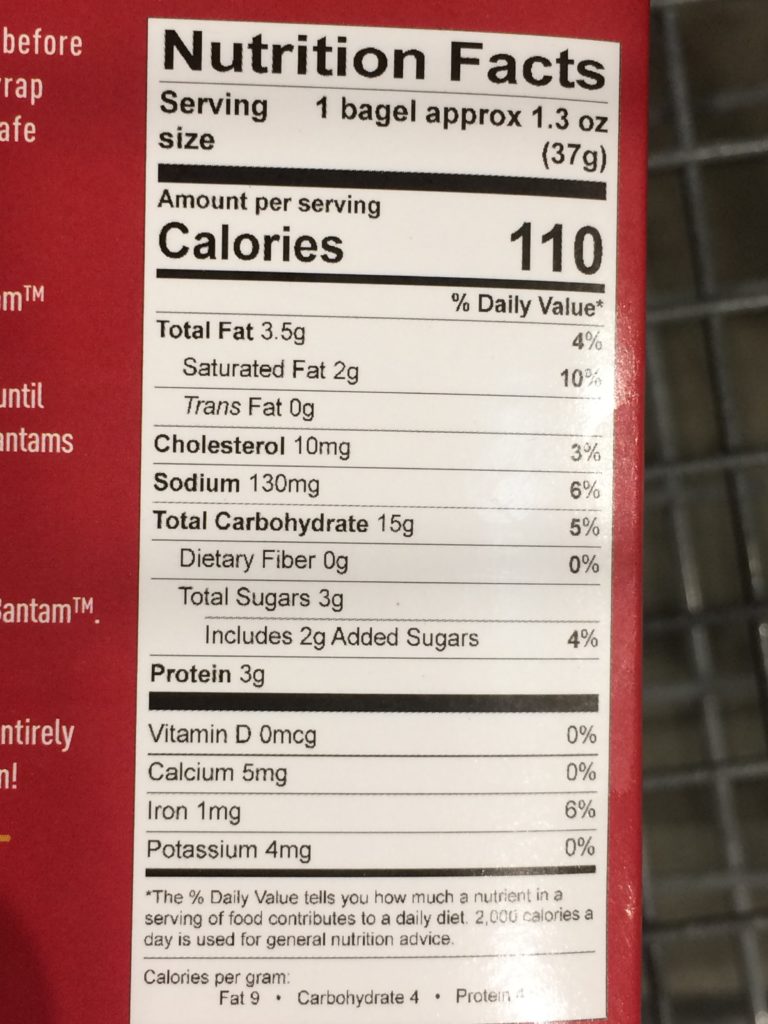 before
rap
afe
m™
until
antams
Bantam™.
ntirely
n!
Nutrition Facts
Serving size 1 bagel approx 1.3 oz
(37g)
Amount per serving
Calories 110
% Daily Value*
Total Fat 3.5g 4%
Saturated Fat 2g 10%
Trans Fat 0g
Cholesterol 10mg 3%
Sodium 130mg 6%
Total Carbohydrate 15g 5%
Dietary Fiber 0g 0%
Total Sugars 3g
Includes 2g Added Sugars 4%
Protein 3g
Vitamin D 0mcg 0%
Calcium 5mg 0%
Iron 1mg 6%
Potassium 4mg 0%
*The % Daily Value tells you how much a nutrient in a
serving of food contributes to a daily diet. 2,000 calories a
day is used for general nutrition advice.
Calories per gram:
Fat 9 • Carbohydrate 4 • Protein 4